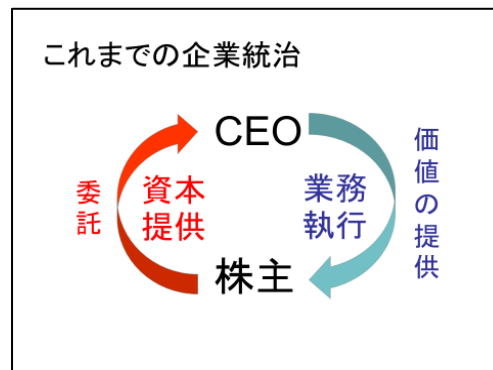 これまでの企業統治
CEO
委託
資本
提供
業務
執行
価値の提供
株主